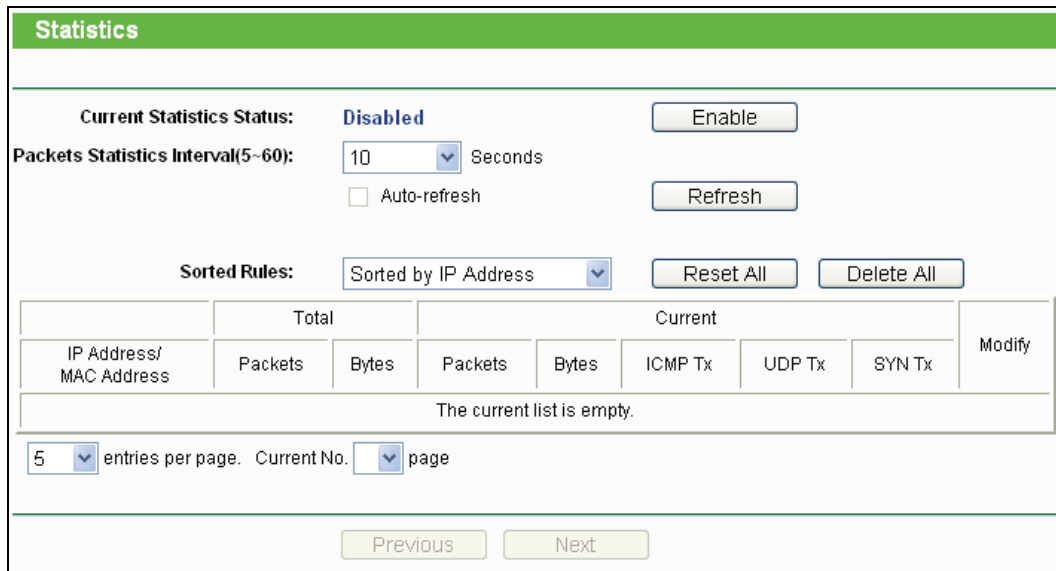 Statistics
Current Statistics Status: Disabled Enable
Packets Statistics Interval(5~60): 10 Seconds
Auto-refresh Refresh
Sorted Rules: Sorted by IP Address Reset All Delete All
Total Current Modify
IP Address/
MAC Address Packets Bytes Packets Bytes ICMP Tx UDP Tx SYN Tx
The current list is empty.
5 entries per page. Current No. page
Previous Next